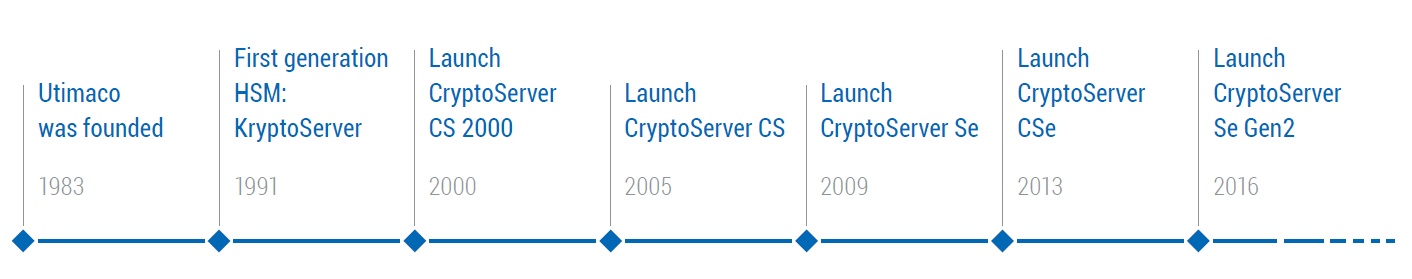 Utimaco
was founded
1983
First generation
HSM:
KryptoServer
1991
Launch
CryptoServer
CS 2000
2000
Launch
CryptoServer CS
2005
Launch
CryptoServer Se
2009
Launch
CryptoServer
CSe
2013
Launch
CryptoServer
Se Gen2
2016